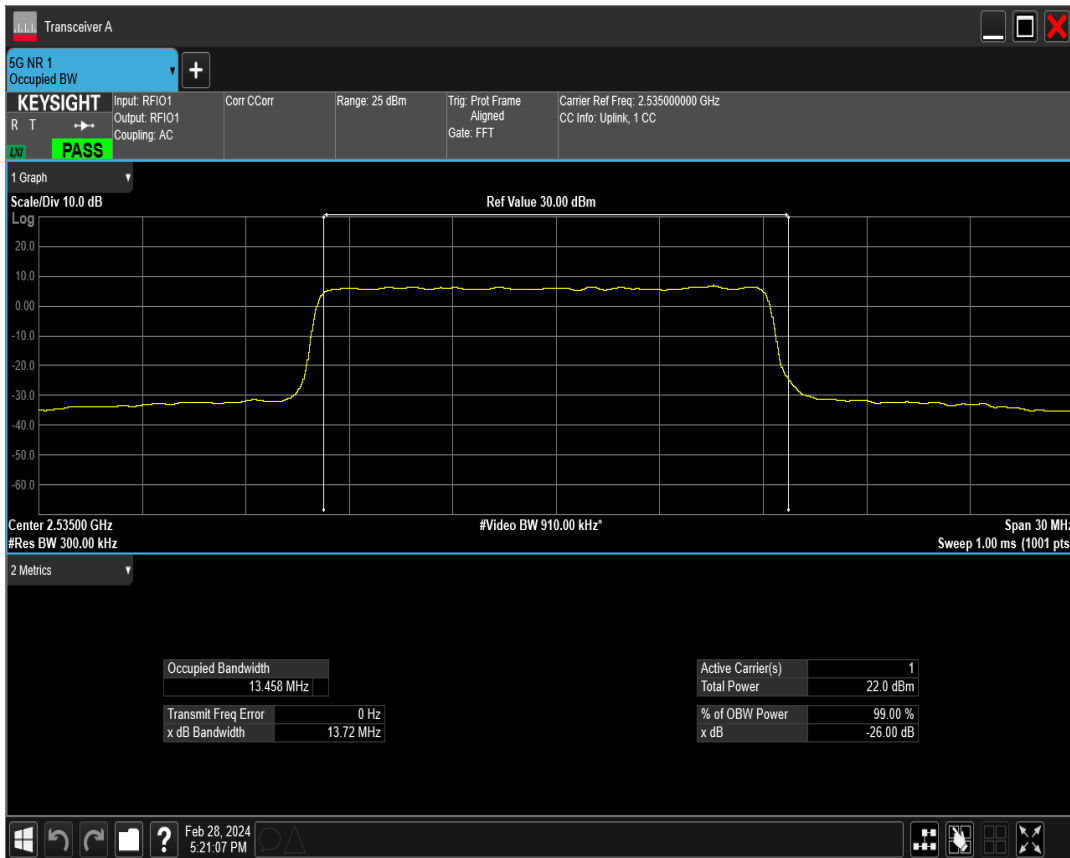 Transceiver A
5G NR 1
Occupied BW
+
KEYSIGHT
R T
LXI
PASS
Input: RFIO1
Output: RFIO1
Coupling: AC
Corr CCorr
Range: 25 dBm
Trig: Prot Frame
Aligned
Gate: FFT
Carrier Ref Freq: 2.535000000 GHz
CC Info: Uplink, 1 CC
1 Graph
Scale/Div 10.0 dB
Ref Value 30.00 dBm
Log
20.0
10.0
0.00
-10.0
-20.0
-30.0
-40.0
-50.0
-60.0
Center 2.53500 GHz
#Video BW 910.00 kHz*
Span 30 MHz
#Res BW 300.00 kHz
Sweep 1.00 ms (1001 pts
2 Metrics
Occupied Bandwidth
13.458 MHz
Transmit Freq Error 0 Hz
x dB Bandwidth 13.72 MHz
Active Carrier(s) 1
Total Power 22.0 dBm
% of OBW Power 99.00 %
x dB -26.00 dB
?
Feb 28, 2024
5:21:07 PM